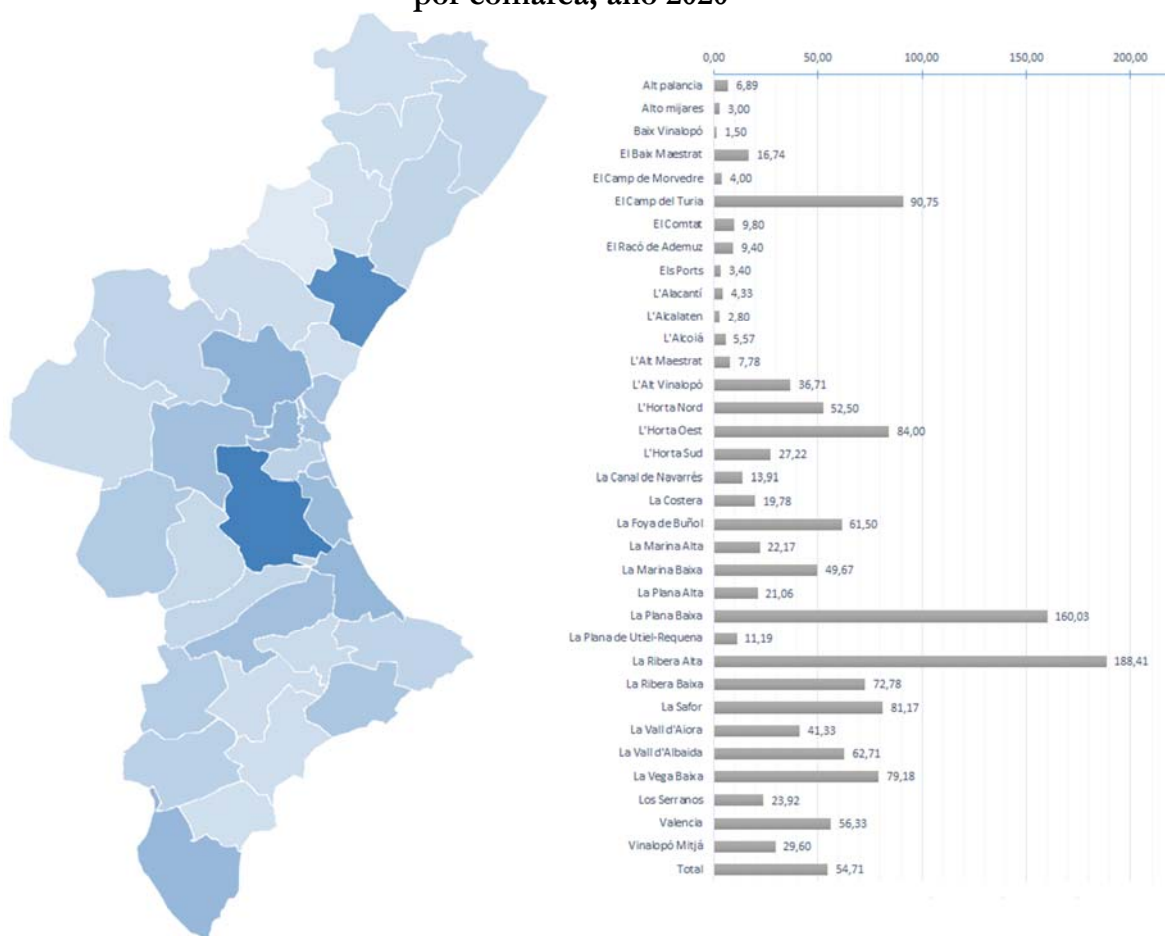 por comarca, año 2020
0,00 50,00 100,00 150,00 200,00
Alt palancia 6,89
Alto mijares 3,00
Baix Vinalopó 1,50
El Baix Maestrat 16,74
El Camp de Morvedre 4,00
El Camp del Turia 90,75
El Comtat 9,80
El Racó de Ademuz 9,40
Els Ports 3,40
L'Alacantí 4,33
L'Alcalaten 2,80
L'Alcoiá 5,57
L'Alt Maestrat 7,78
L'Alt Vinalopó 36,71
L'Horta Nord 52,50
L'Horta Oest 84,00
L'Horta Sud 27,22
La Canal de Navarrés 13,91
La Costera 19,78
La Foya de Buñol 61,50
La Marina Alta 22,17
La Marina Baixa 49,67
La Plana Alta 21,06
La Plana Baixa 160,03
La Plana de Utiel-Requena 11,19
La Ribera Alta 188,41
La Ribera Baixa 72,78
La Safor 81,17
La Vall d'Aiora 41,33
La Vall d'Albaida 62,71
La Vega Baixa 79,18
Los Serranos 23,92
Valencia 56,33
Vinalopó Mitjá 29,60
Total 54,71